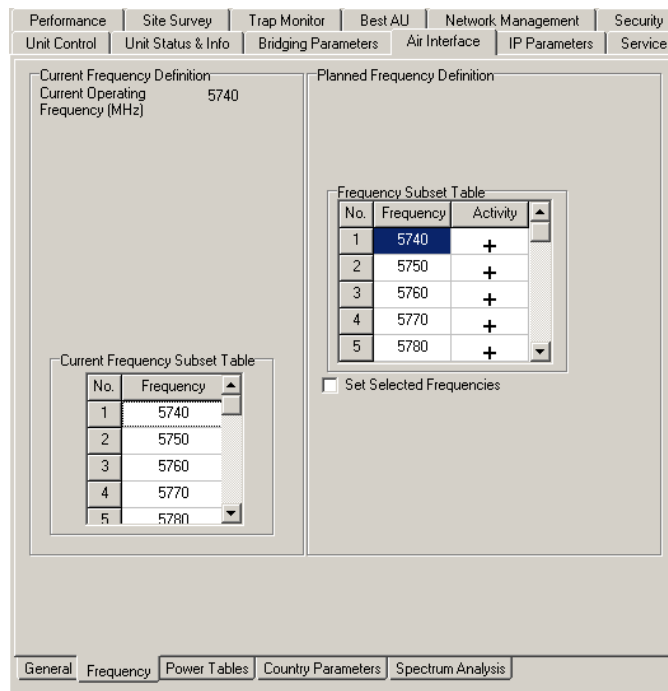 Performance Site Survey Trap Monitor Best AU Network Management Security
Unit Control Unit Status & Info Bridging Parameters Air Interface IP Parameters Service
Current Frequency Definition
Current Operating Frequency (MHz) 5740
Current Frequency Subset Table
No. Frequency
1 5740
2 5750
3 5760
4 5770
5 5780
Planned Frequency Definition
Frequency Subset Table
No. Frequency Activity
1 5740 +
2 5750 +
3 5760 +
4 5770 +
5 5780 +
Set Selected Frequencies
General Frequency Power Tables Country Parameters Spectrum Analysis